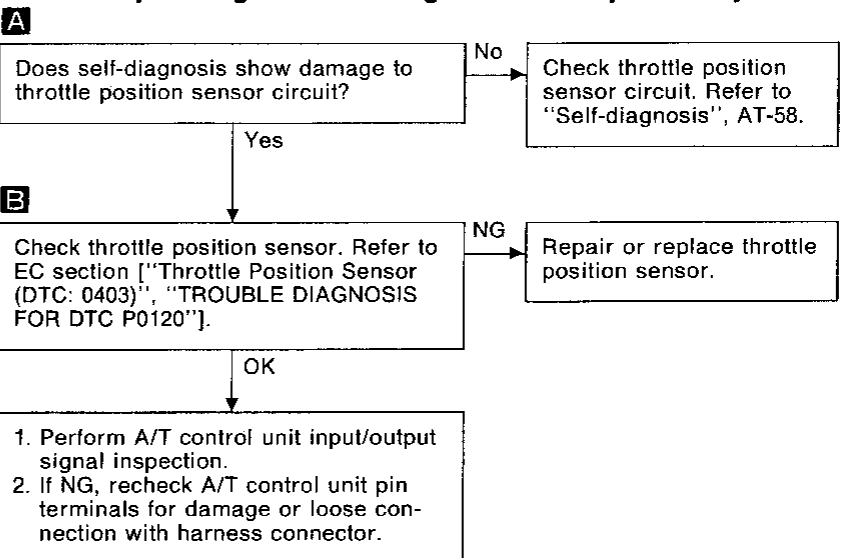 A
Does self-diagnosis show damage to
throttle position sensor circuit?
No
Check throttle position
sensor circuit. Refer to
"Self-diagnosis", AT-58.
Yes
B
Check throttle position sensor. Refer to
EC section ["Throttle Position Sensor
(DTC: 0403)", "TROUBLE DIAGNOSIS
FOR DTC P0120"].
NG
Repair or replace throttle
position sensor.
OK
1. Perform A/T control unit input/output
signal inspection.
2. If NG, recheck A/T control unit pin
terminals for damage or loose con-
nection with harness connector.